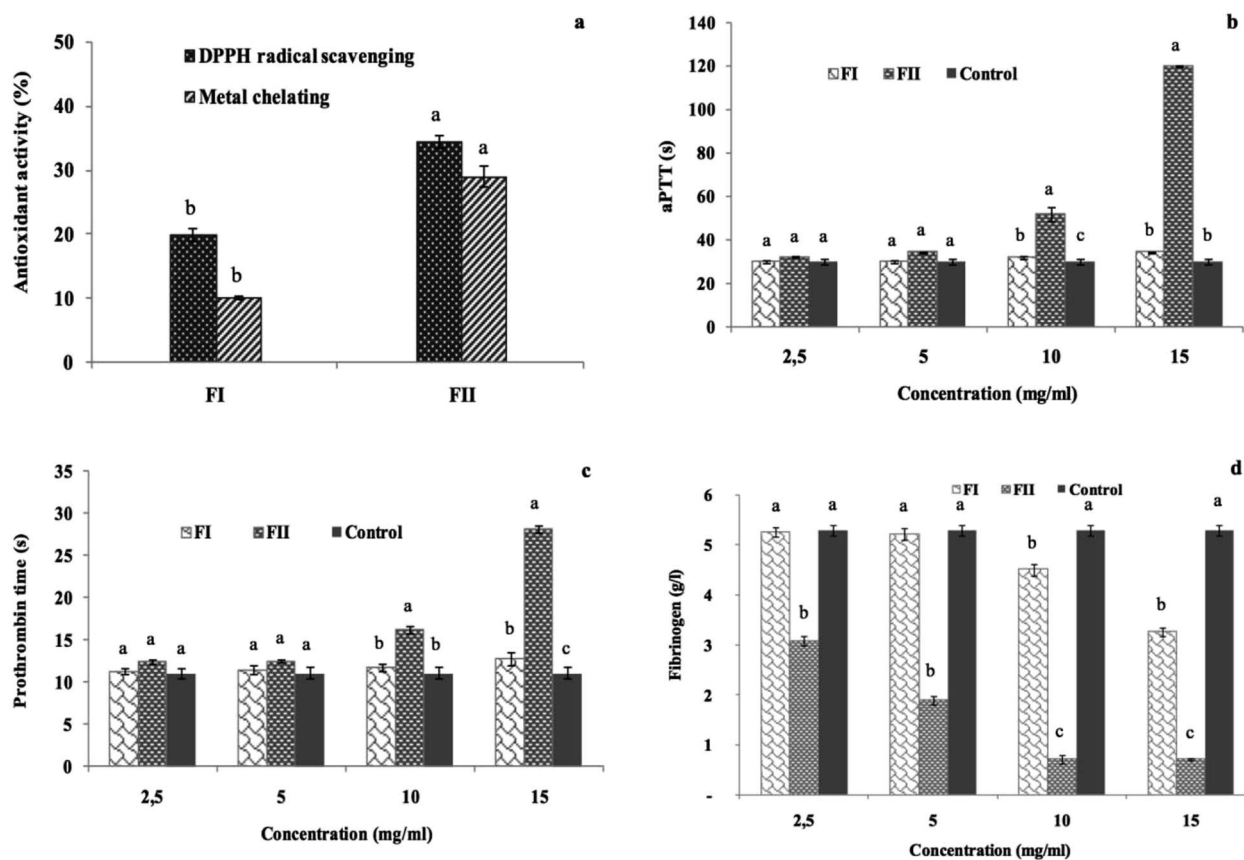 a
50
40
30
20
10
0
Antioxidant activity (%)
DPPH radical scavenging
Metal chelating
b
b
a
a
FI
FII
b
140
120
100
80
60
40
20
0
aPTT (s)
FI FII Control
a a a
a a a
b a c
b a b
2,5 5 10 15
Concentration (mg/ml)
c
35
30
25
20
15
10
5
0
Prothrombin time (s)
FI FII Control
a a a
a a a
b a b
b a c
2,5 5 10 15
Concentration (mg/ml)
d
6
5
4
3
2
1
-
Fibrinogen (g/l)
FI FII Control
a b a
a b a
b c a
b c a
2,5 5 10 15
Concentration (mg/ml)